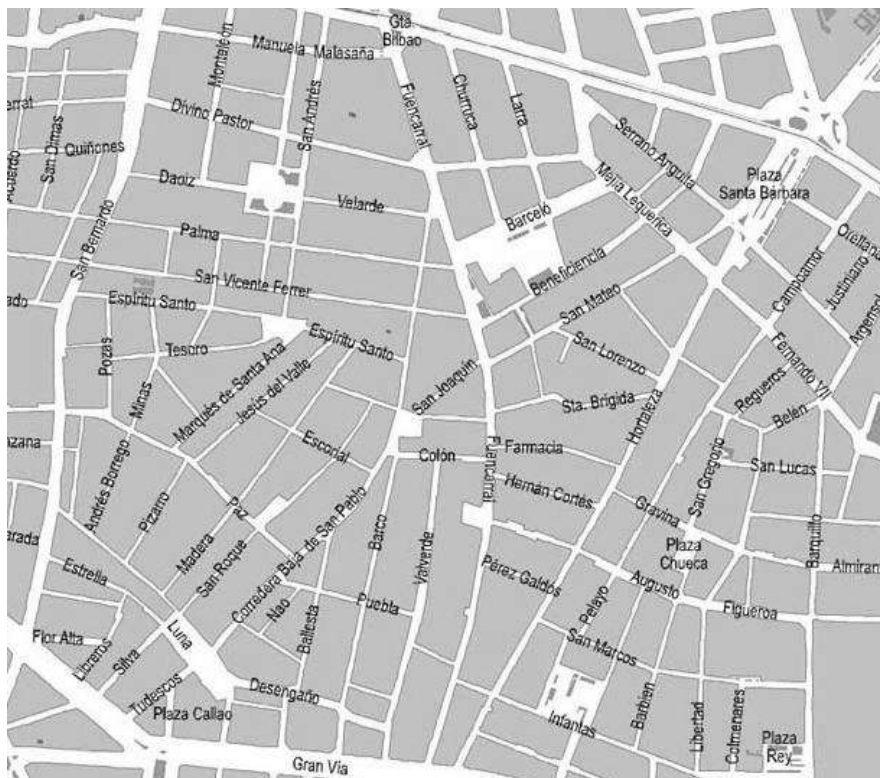 Gta.
Bilbao
Manuela Malasaña
Monteleón
San Andrés
Fuencarral
Churruca
Larra
Divino Pastor
San Dimas
Quiñones
Acuerdo
Serrano Anguita
Plaza
Santa Bárbara
Mejía Lequerica
Daoiz
Velarde
Barceló
Palma
San Bernardo
Beneficiencia
Orellana
Campoamor
Justiniano
San Vicente Ferrer
Espíritu Santo
San Mateo
Espíritu Santo
Tesoro
Pozas
Minas
Marqués de Santa Ana
Jesús del Valle
San Joaquín
San Lorenzo
Sta. Brigida
Fernando VII
Regueros
Belén
Hortaleza
Escorial
Colón
Fuencarral
Farmacia
San Gregorio
San Lucas
Andrés Borrego
Pizarro
Paz
Madera
San Roque
Corredera Baja de San Pablo
Barco
Valverde
Hernán Cortés
Gravina
Plaza
Chueca
Barquillo
Estrella
Luna
Nao
Ballesta
Puebla
Pérez Galdós
Pelayo
Augusto
Figueroa
Flor Alta
Libreros
Silva
Tudescos
Desengaño
San Marcos
Plaza Callao
Infantas
Barbien
Libertad
Colmenares
Plaza
Rey
Gran Vía